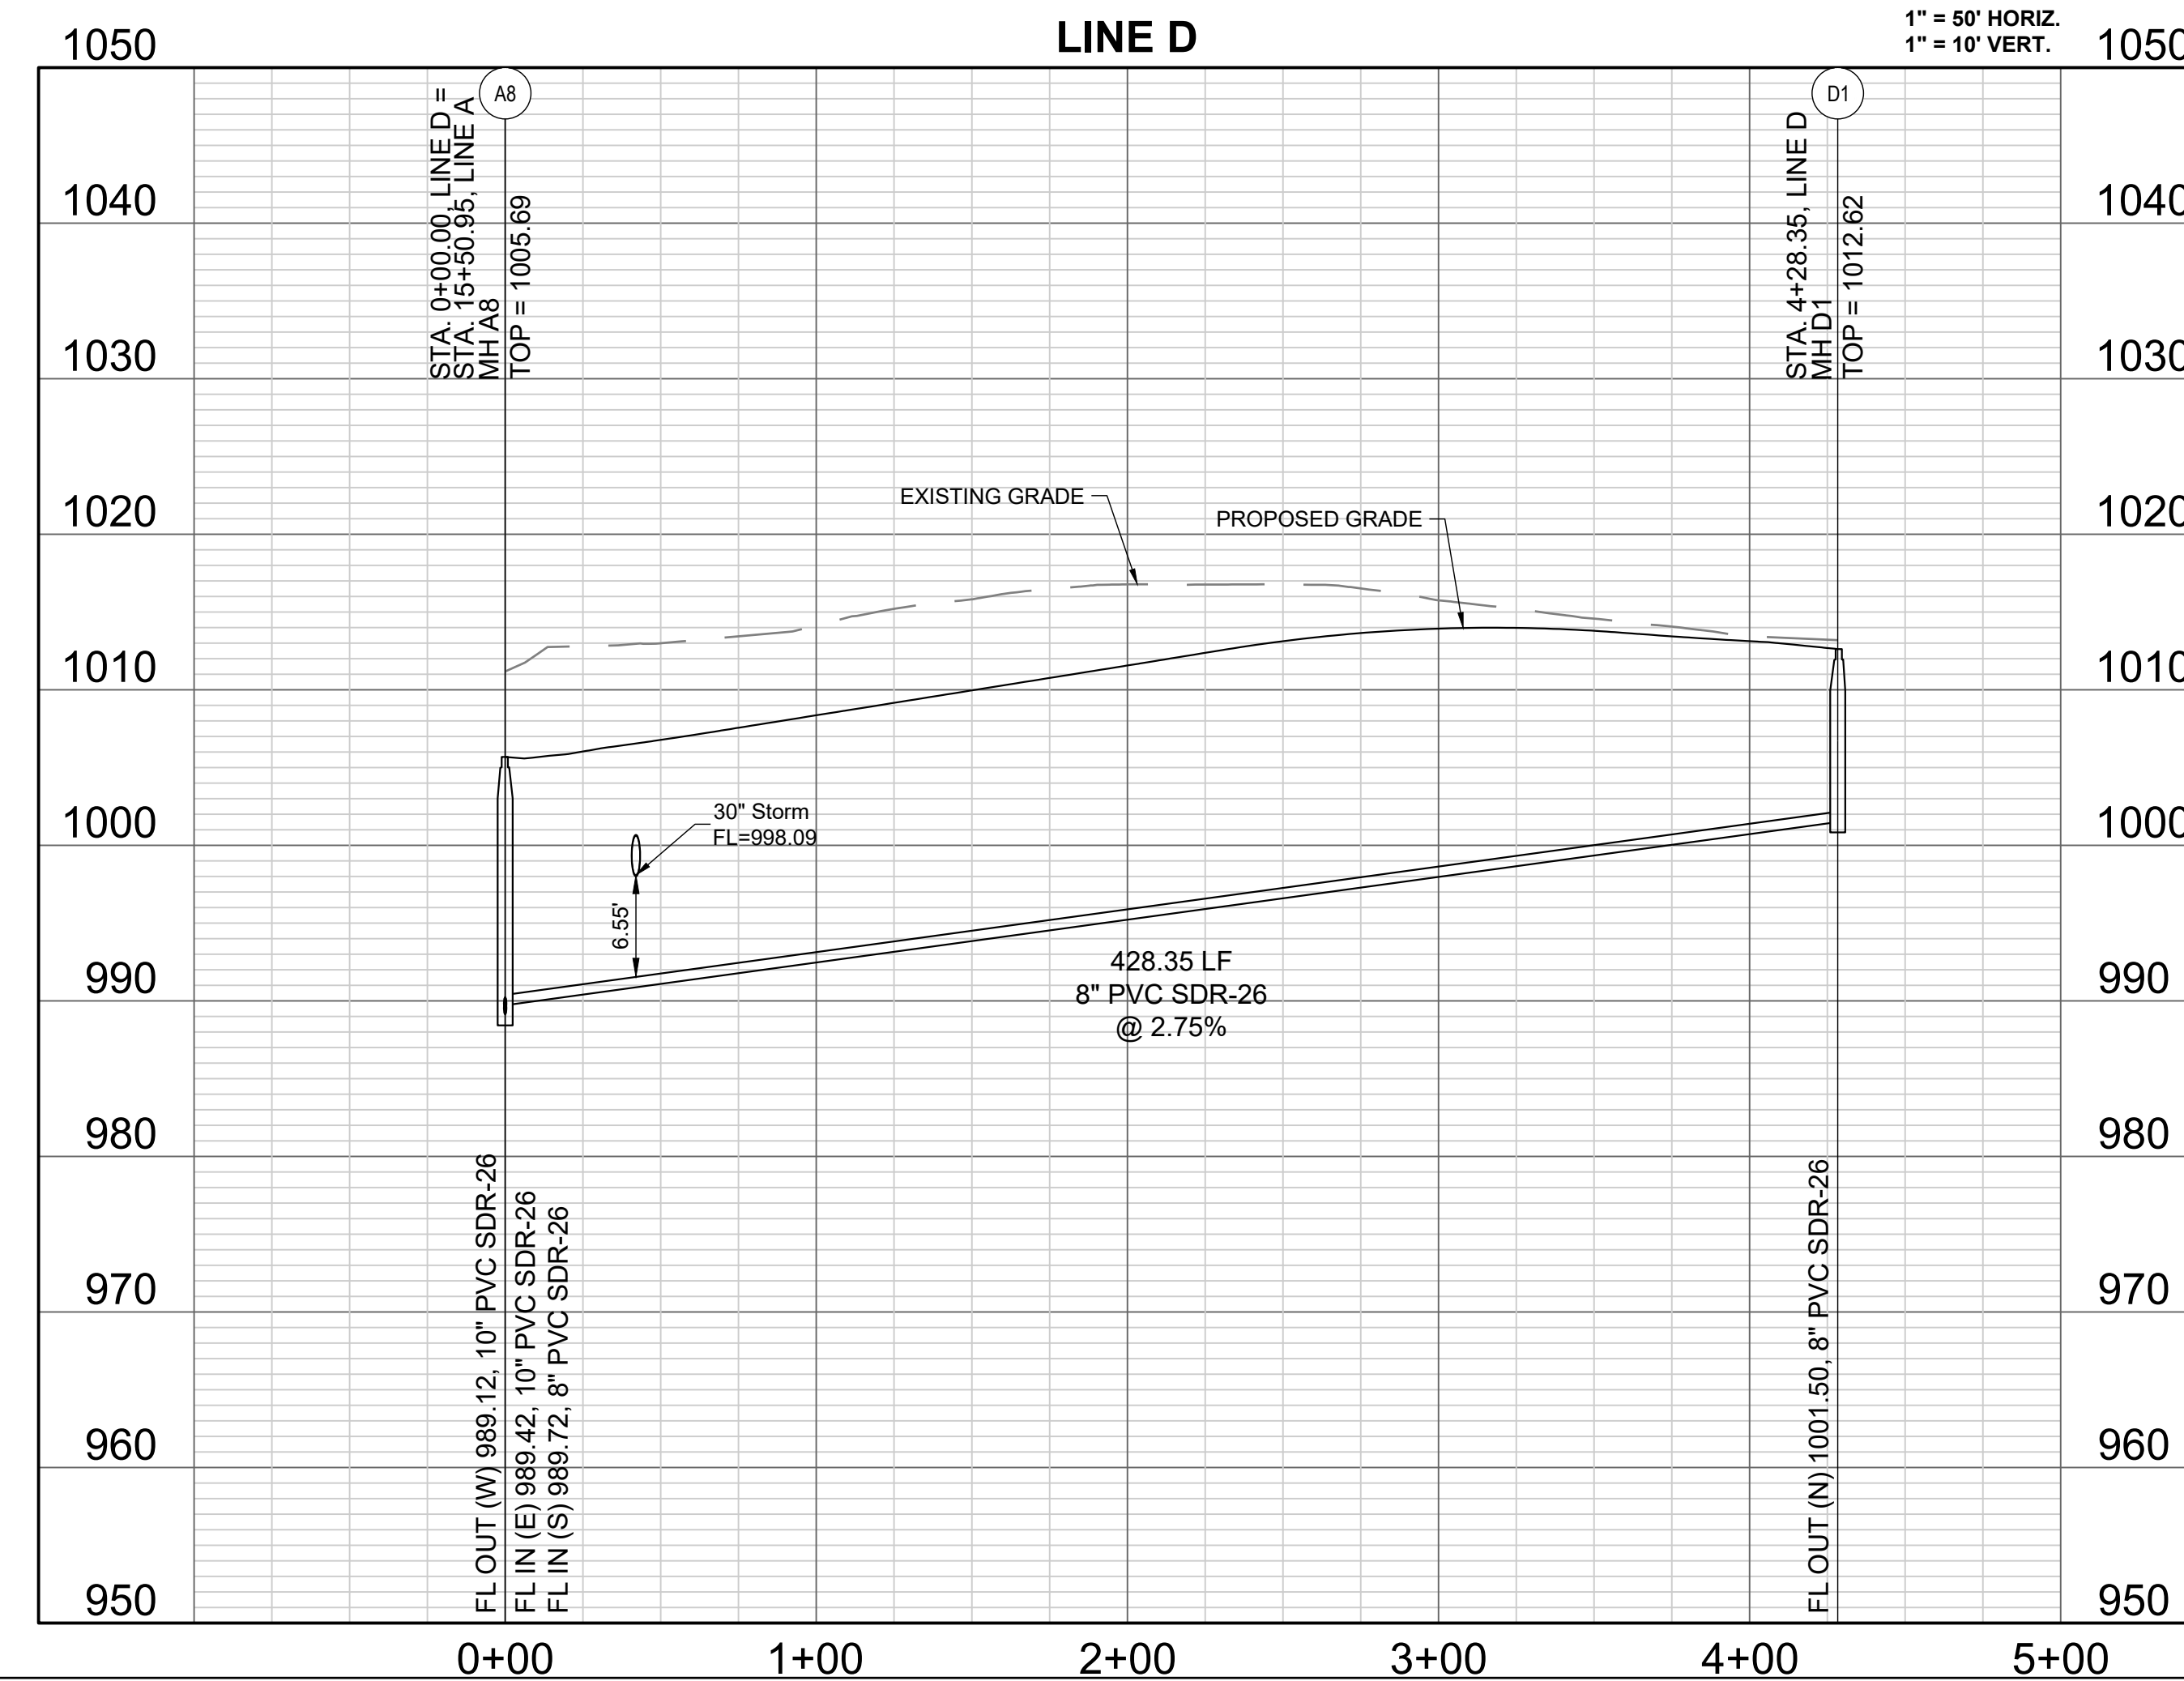 LINE D
1" = 50' HORIZ.
1" = 10' VERT.
1050
1050
1040
1040
1030
1030
1020
1020
1010
1010
1000
1000
990
990
980
980
970
970
960
960
950
950
A8
STA. 0+00.00, LINE D =
STA. 15+50.95, LINE A
MH A8
TOP = 1005.69
D1
STA. 4+28.35, LINE D
MH D1
TOP = 1012.62
EXISTING GRADE
PROPOSED GRADE
30" Storm
FL=998.09
6.55'
428.35 LF
8" PVC SDR-26
@ 2.75%
FL OUT (W) 989.12, 10" PVC SDR-26
FL IN (E) 989.42, 10" PVC SDR-26
FL IN (S) 989.72, 8" PVC SDR-26
FL OUT (N) 1001.50, 8" PVC SDR-26
0+00
1+00
2+00
3+00
4+00
5+00